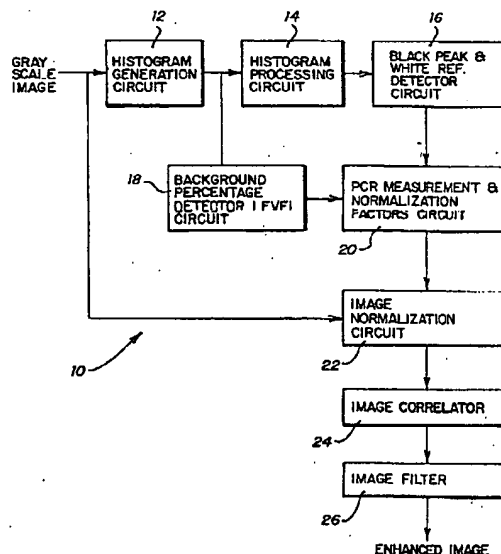 12
14
16
GRAY
SCALE
IMAGE
HISTOGRAM
GENERATION
CIRCUIT
HISTOGRAM
PROCESSING
CIRCUIT
BLACK PEAK &
WHITE REF.
DETECTOR
CIRCUIT
18
BACKGROUND
PERCENTAGE
DETECTOR (FVF)
CIRCUIT
PCR MEASUREMENT &
NORMALIZATION
FACTORS CIRCUIT
20
IMAGE
NORMALIZATION
CIRCUIT
22
10
IMAGE CORRELATOR
24
IMAGE FILTER
26
ENHANCED IMAGE